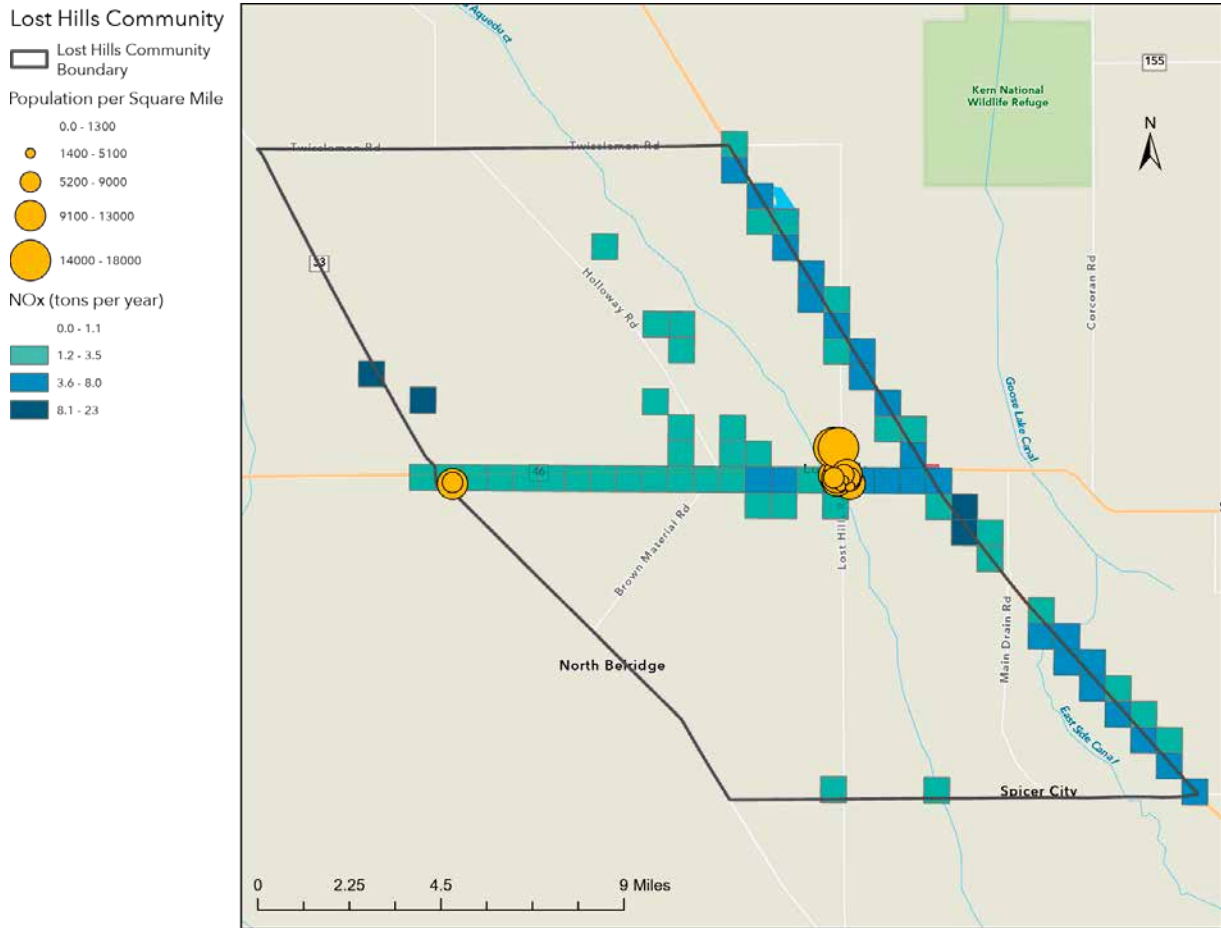 Lost Hills Community
Lost Hills Community
Boundary
Population per Square Mile
0.0 - 1300
1400 - 5100
5200 - 9000
9100 - 13000
14000 - 18000
NOx (tons per year)
0.0 - 1.1
1.2 - 3.5
3.6 - 8.0
8.1 - 23
155
Kern National
Wildlife Refuge
N
Twisselman Rd
Twisselman Rd
33
Holloway Rd
Corcoran Rd
Goose Lake Canal
46
Brown Material Rd
Lost Hills
Main Drain Rd
North Belridge
East Side Canal
Spicer City
0
2.25
4.5
9 Miles